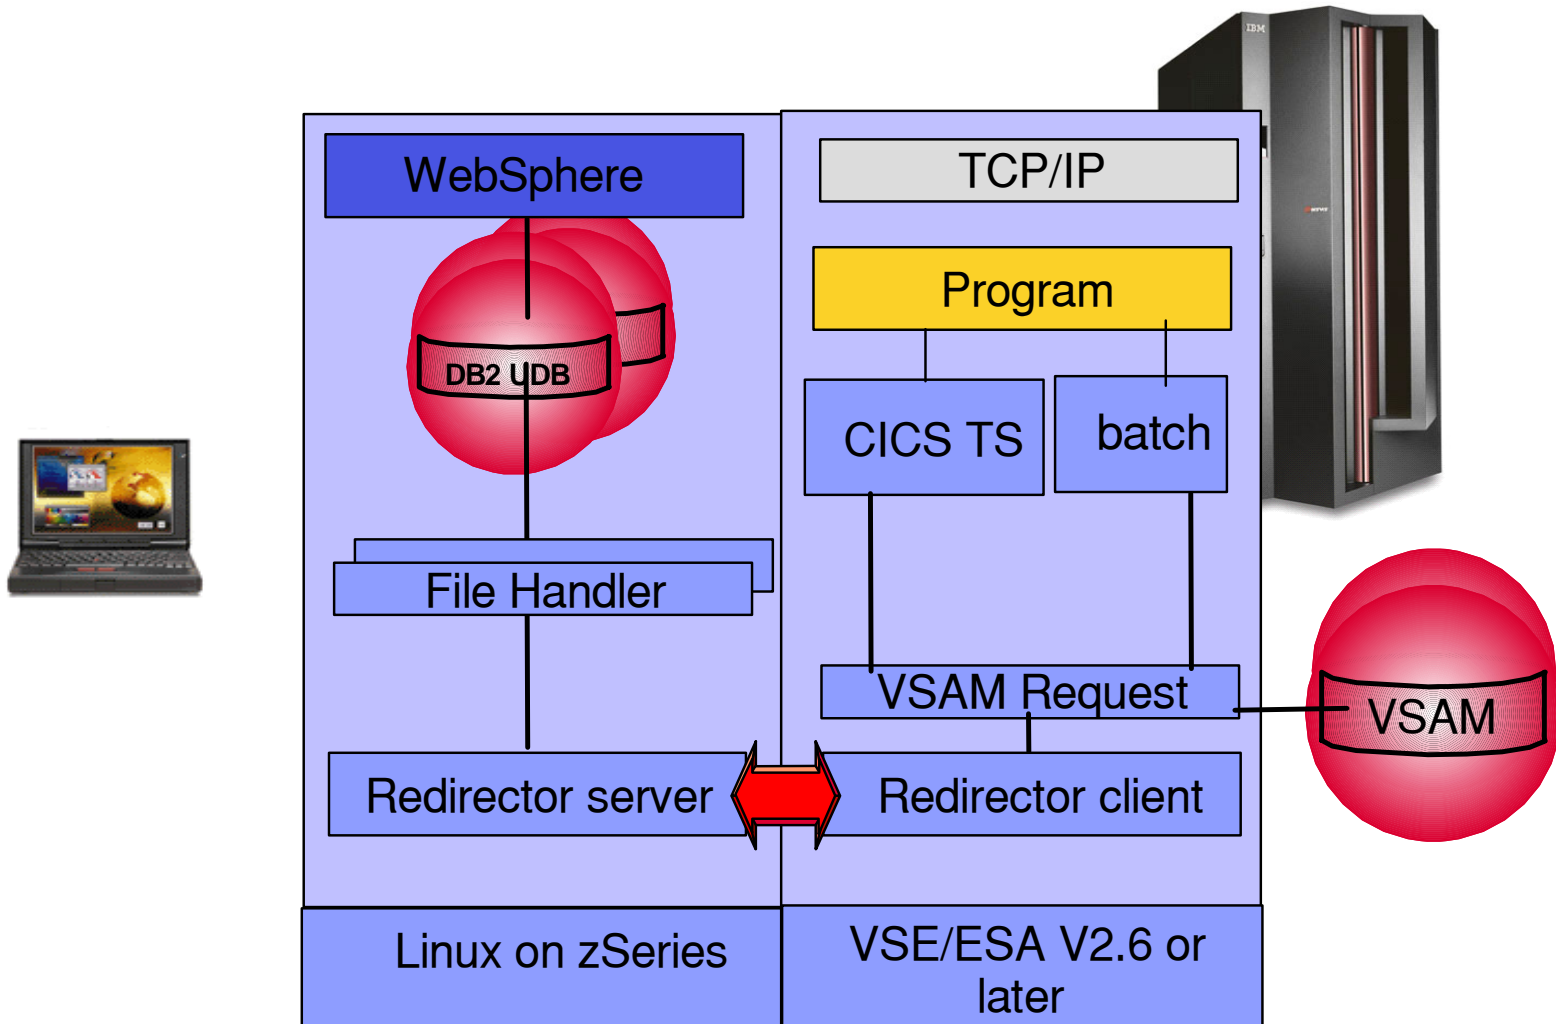 IBM
WebSphere
TCP/IP
Program
DB2 UDB
CICS TS
batch
File Handler
VSAM Request
VSAM
Redirector server
Redirector client
Linux on zSeries
VSE/ESA V2.6 or
later